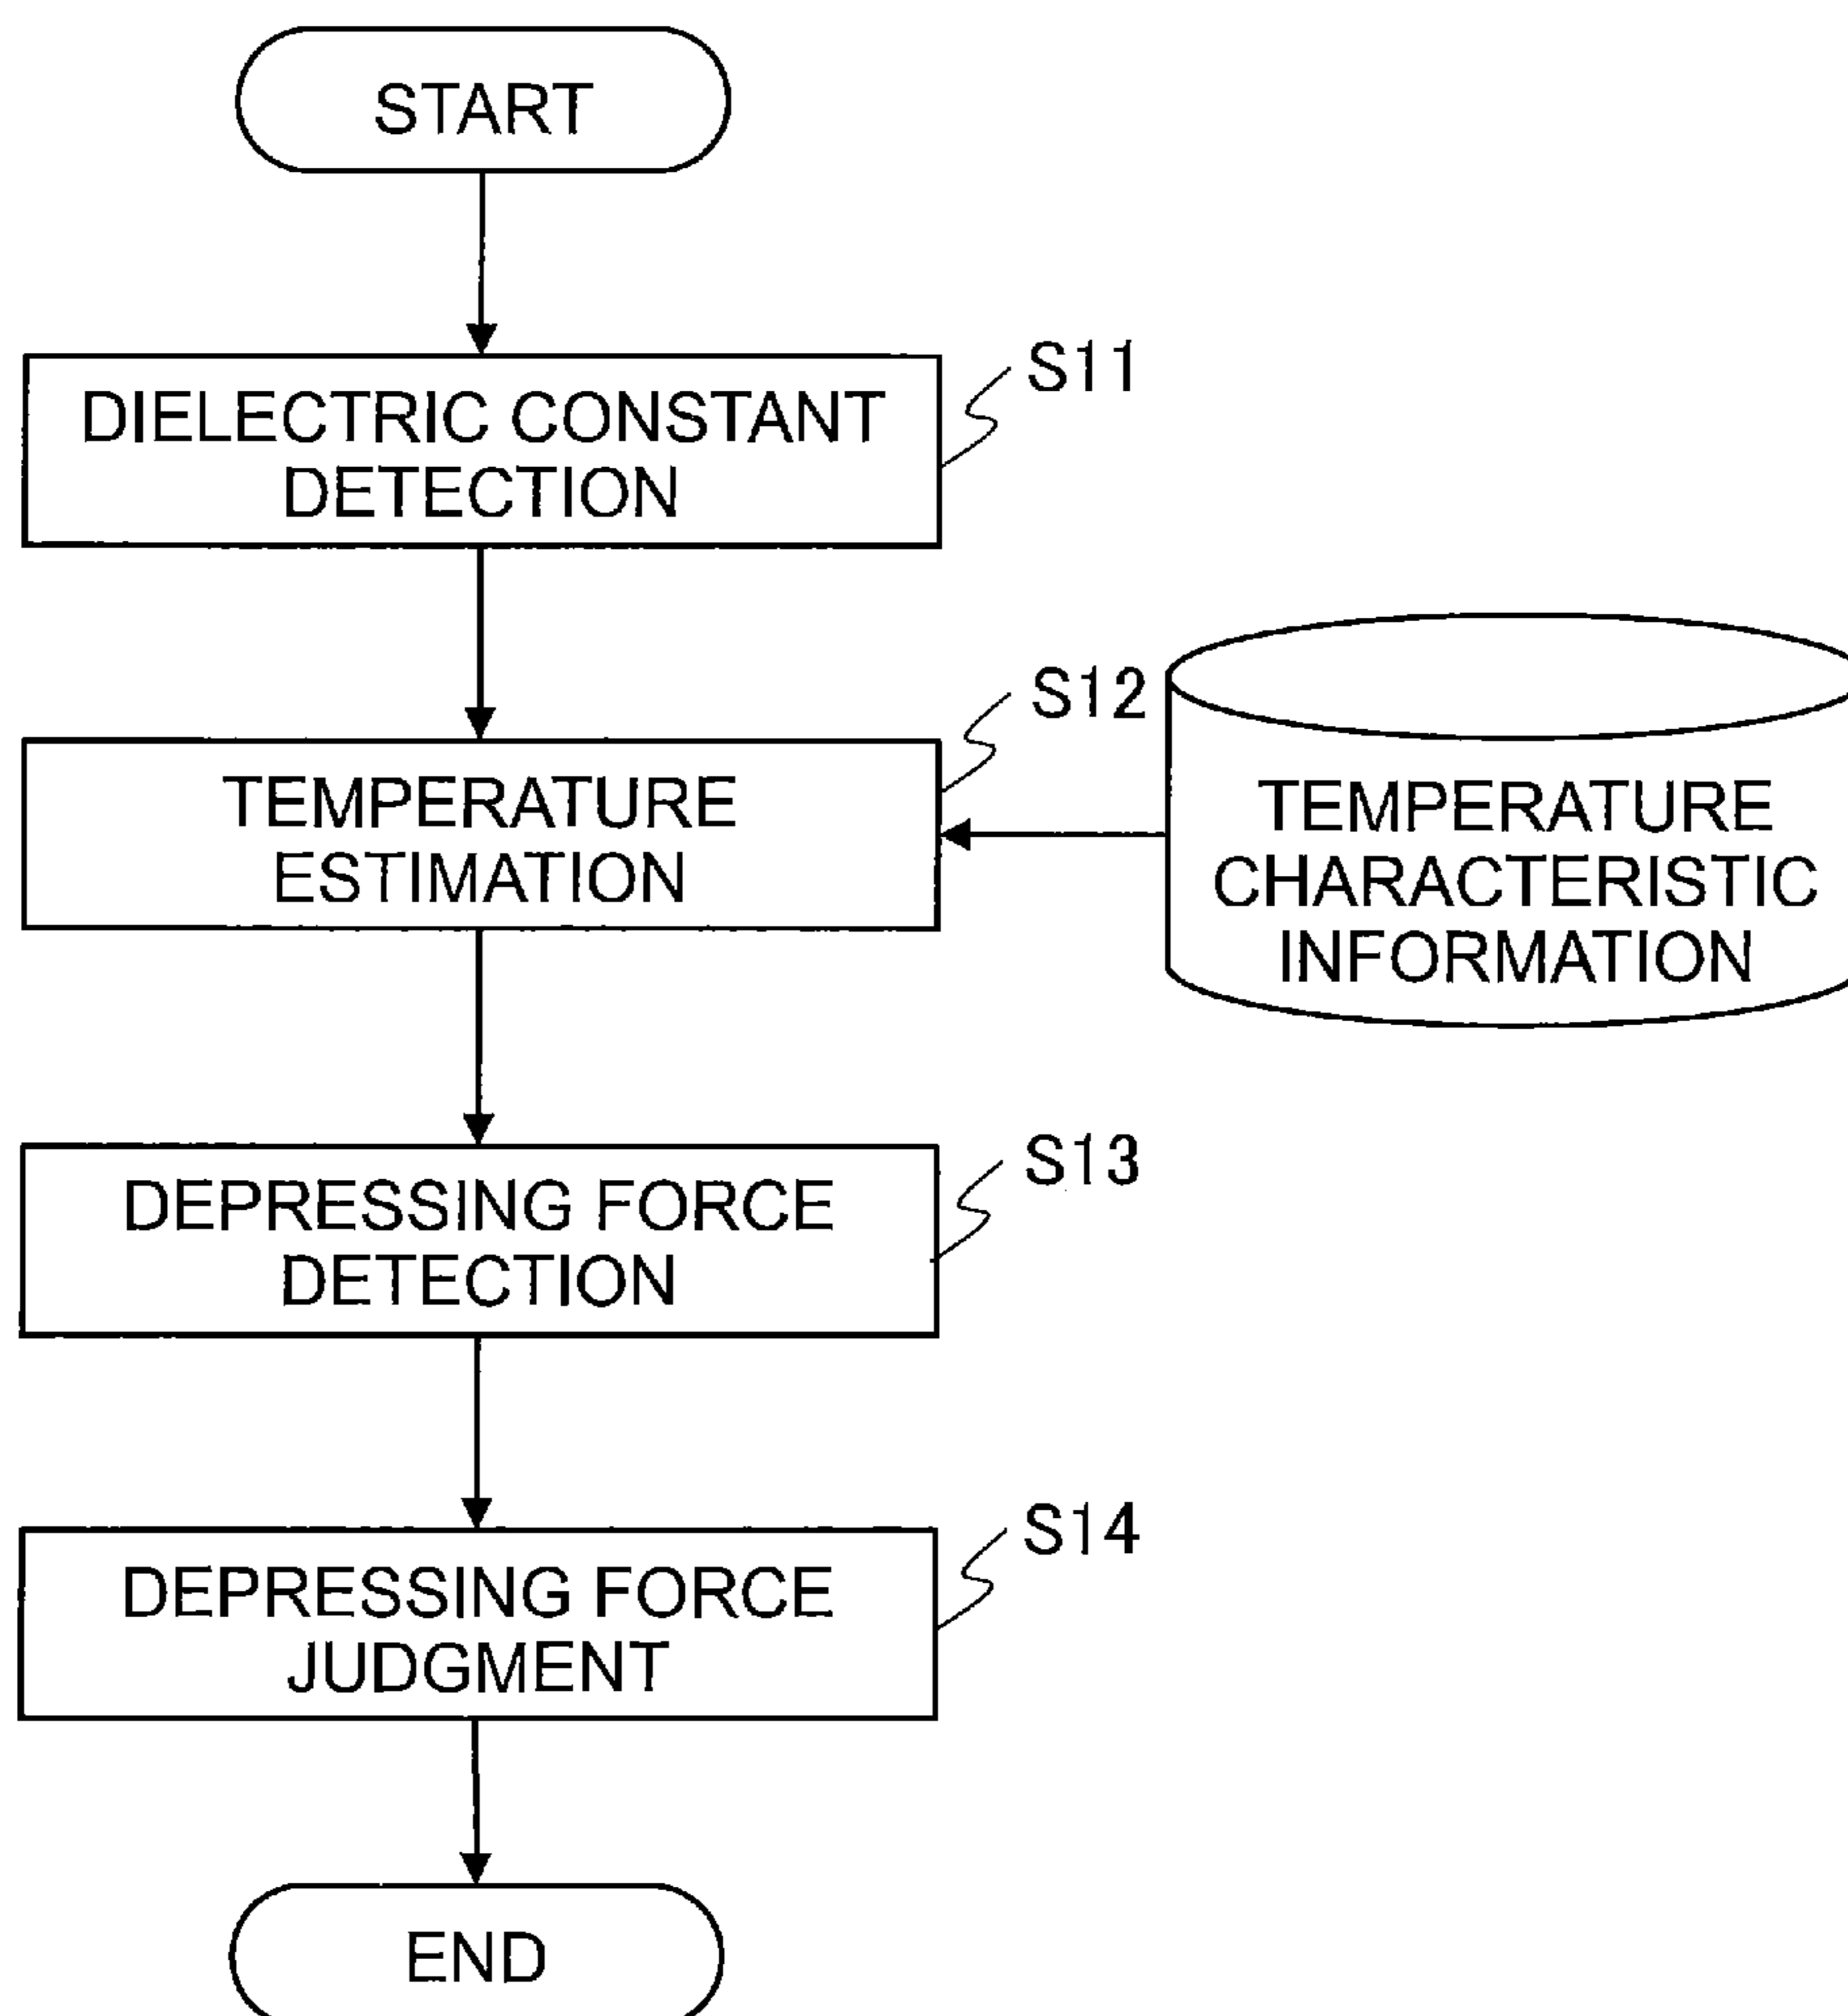 START
DIELECTRIC CONSTANT
DETECTION
S11
TEMPERATURE
ESTIMATION
S12
TEMPERATURE
CHARACTERISTIC
INFORMATION
DEPRESSING FORCE
DETECTION
S13
DEPRESSING FORCE
JUDGMENT
S14
END